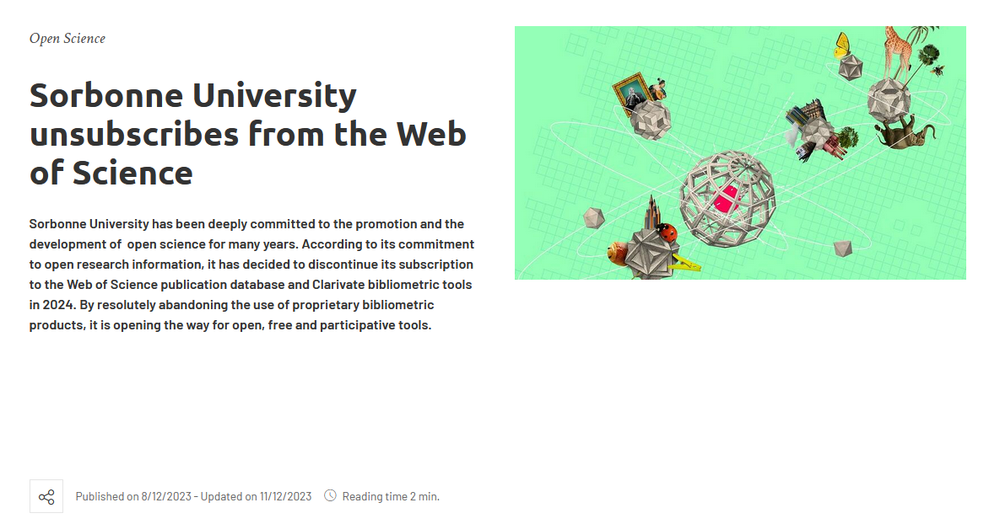 Open Science
Sorbonne University
unsubscribes from the Web
of Science
Sorbonne University has been deeply committed to the promotion and the
development of  open science for many years. According to its commitment
to open research information, it has decided to discontinue its subscription
to the Web of Science publication database and Clarivate bibliometric tools
in 2024. By resolutely abandoning the use of proprietary bibliometric
products, it is opening the way for open, free and participative tools.
Published on 8/12/2023 - Updated on 11/12/2023 Reading time 2 min.